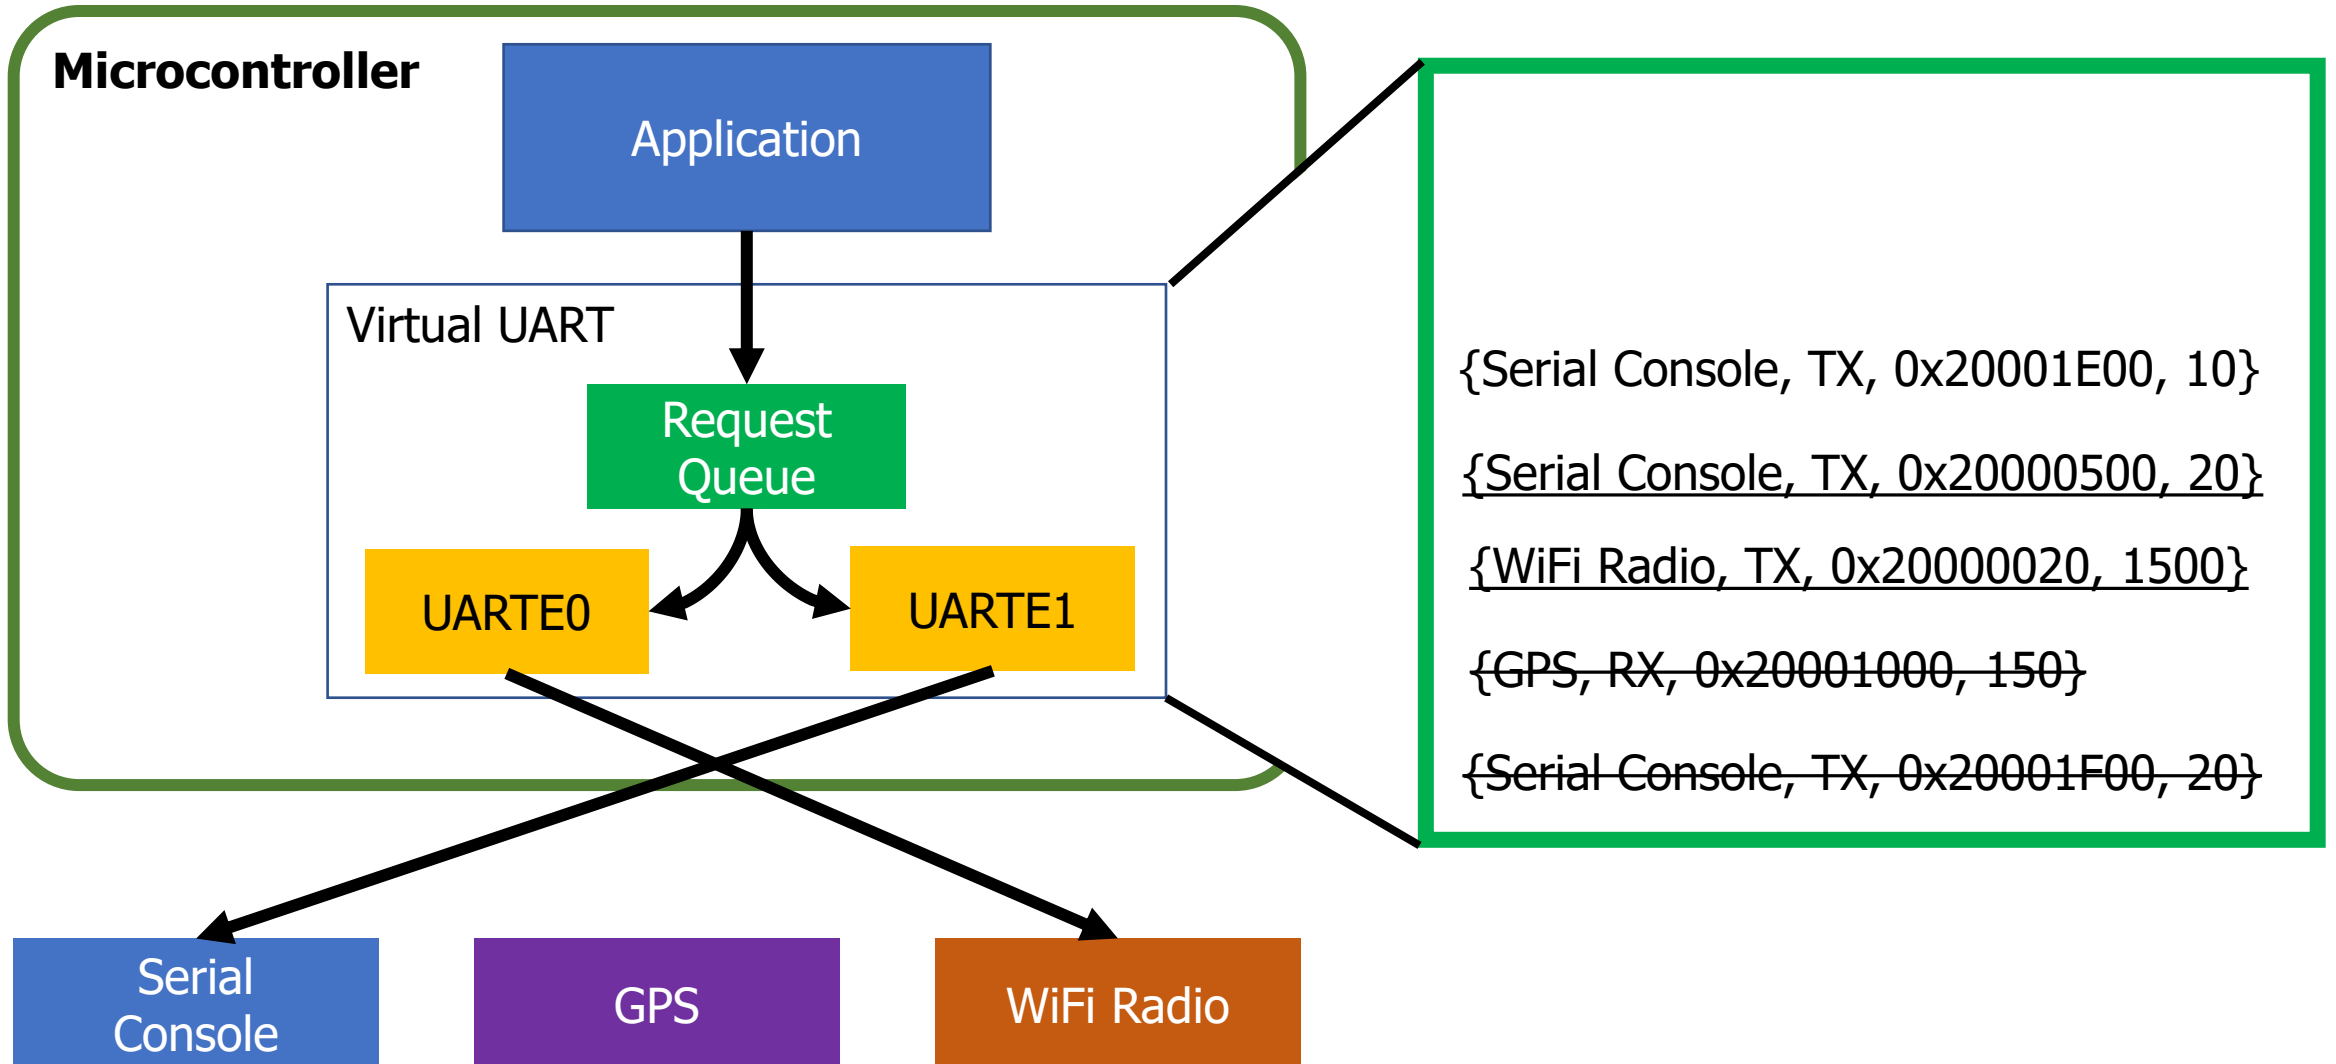 Microcontroller
Application
Virtual UART
Request
Queue
UARTE0
UARTE1
Serial
Console
GPS
WiFi Radio
{Serial Console, TX, 0x20001E00, 10}
{Serial Console, TX, 0x20000500, 20}
{WiFi Radio, TX, 0x20000020, 1500}
{GPS, RX, 0x20001000, 150}
{Serial Console, TX, 0x20001F00, 20}